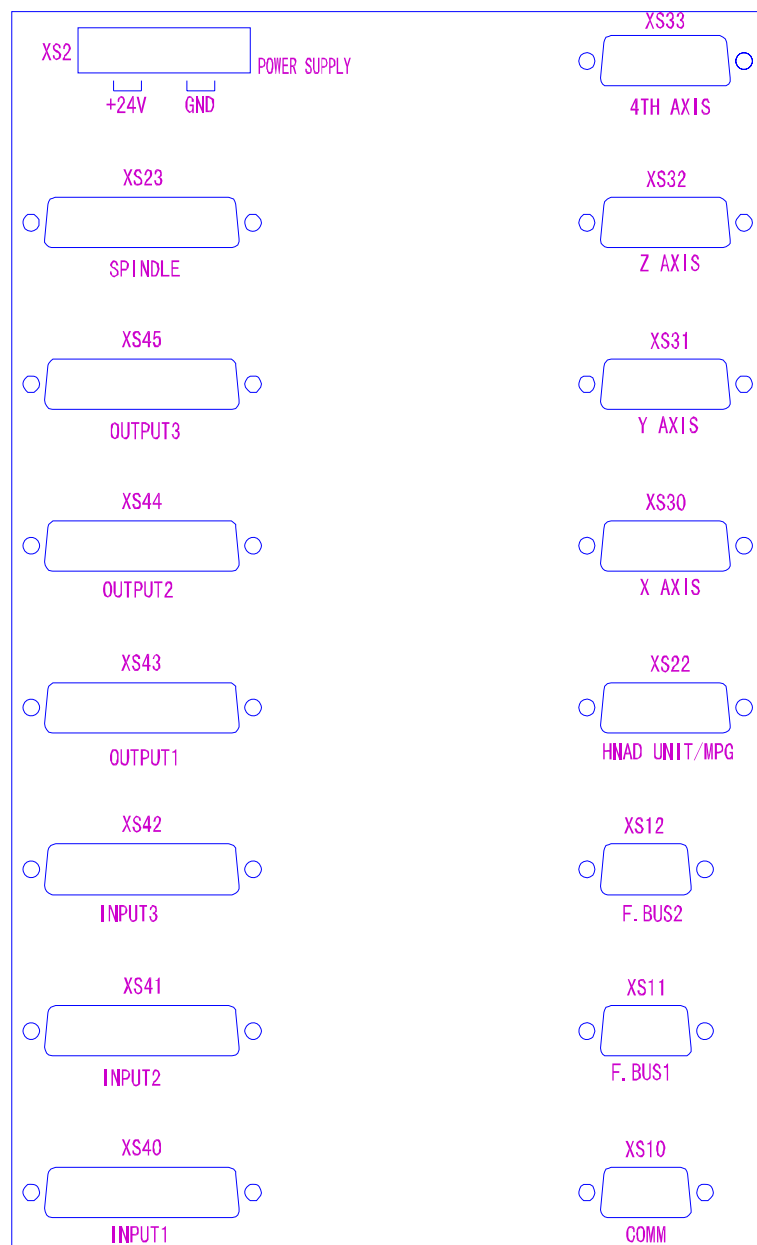 XS2
POWER SUPPLY
+24V
GND
XS33
4TH AXIS
XS23
SPINDLE
XS32
Z AXIS
XS45
OUTPUT3
XS31
Y AXIS
XS44
OUTPUT2
XS30
X AXIS
XS43
OUTPUT1
XS22
HNAD UNIT/MPG
XS42
INPUT3
XS12
F.BUS2
XS41
INPUT2
XS11
F.BUS1
XS40
INPUT1
XS10
COMM